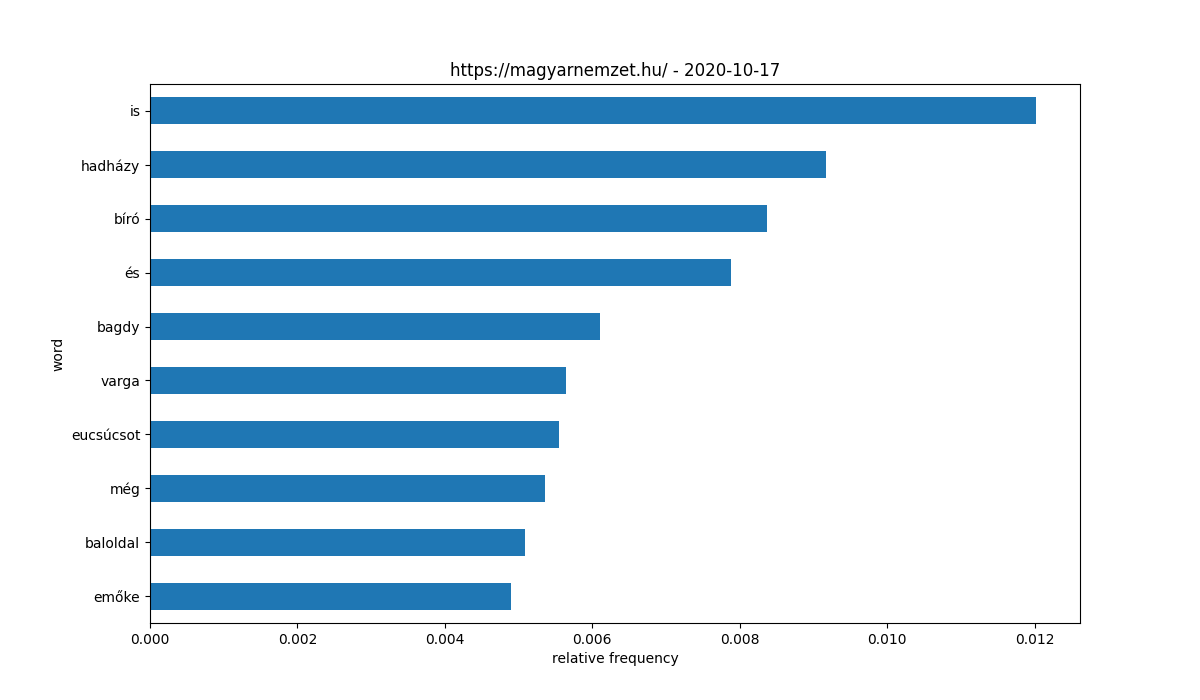 https://magyarnemzet.hu/ - 2020-10-17
is
hadházy
bíró
és
bagdy
varga
eucsúcsot
még
baloldal
emőke
word
0.000 0.002 0.004 0.006 0.008 0.010 0.012
relative frequency